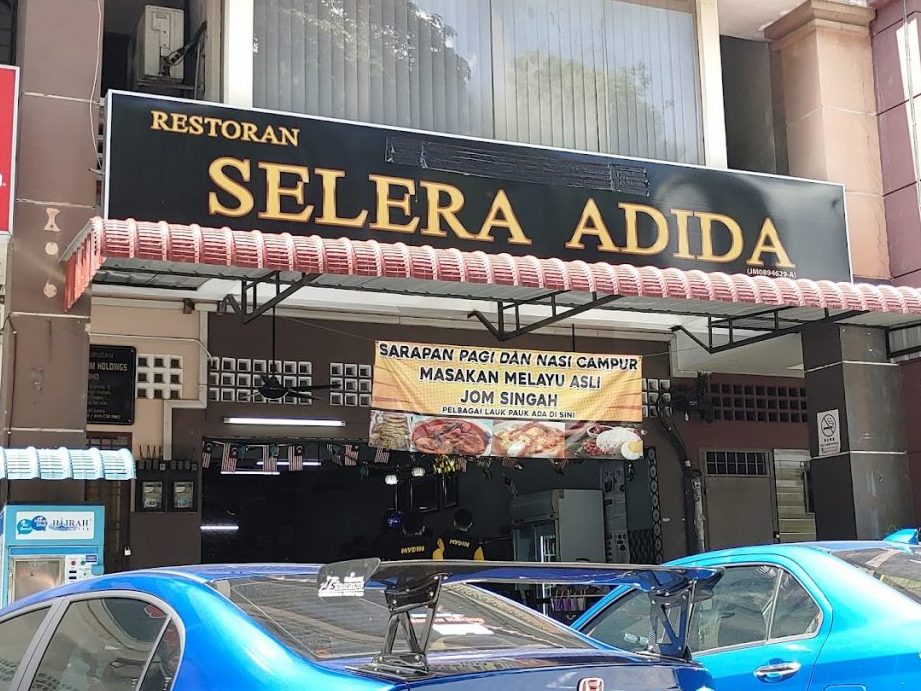 RESTORAN
SELERA ADIDA
(JM0894629-A)
SARAPAN PAGI DAN NASI CAMPUR
MASAKAN MELAYU ASLI
JOM SINGAH
PELBAGAI LAUK PAUK ADA DI SINI
HOLDINGS
HIJRAH
MYDIN
MYDIN